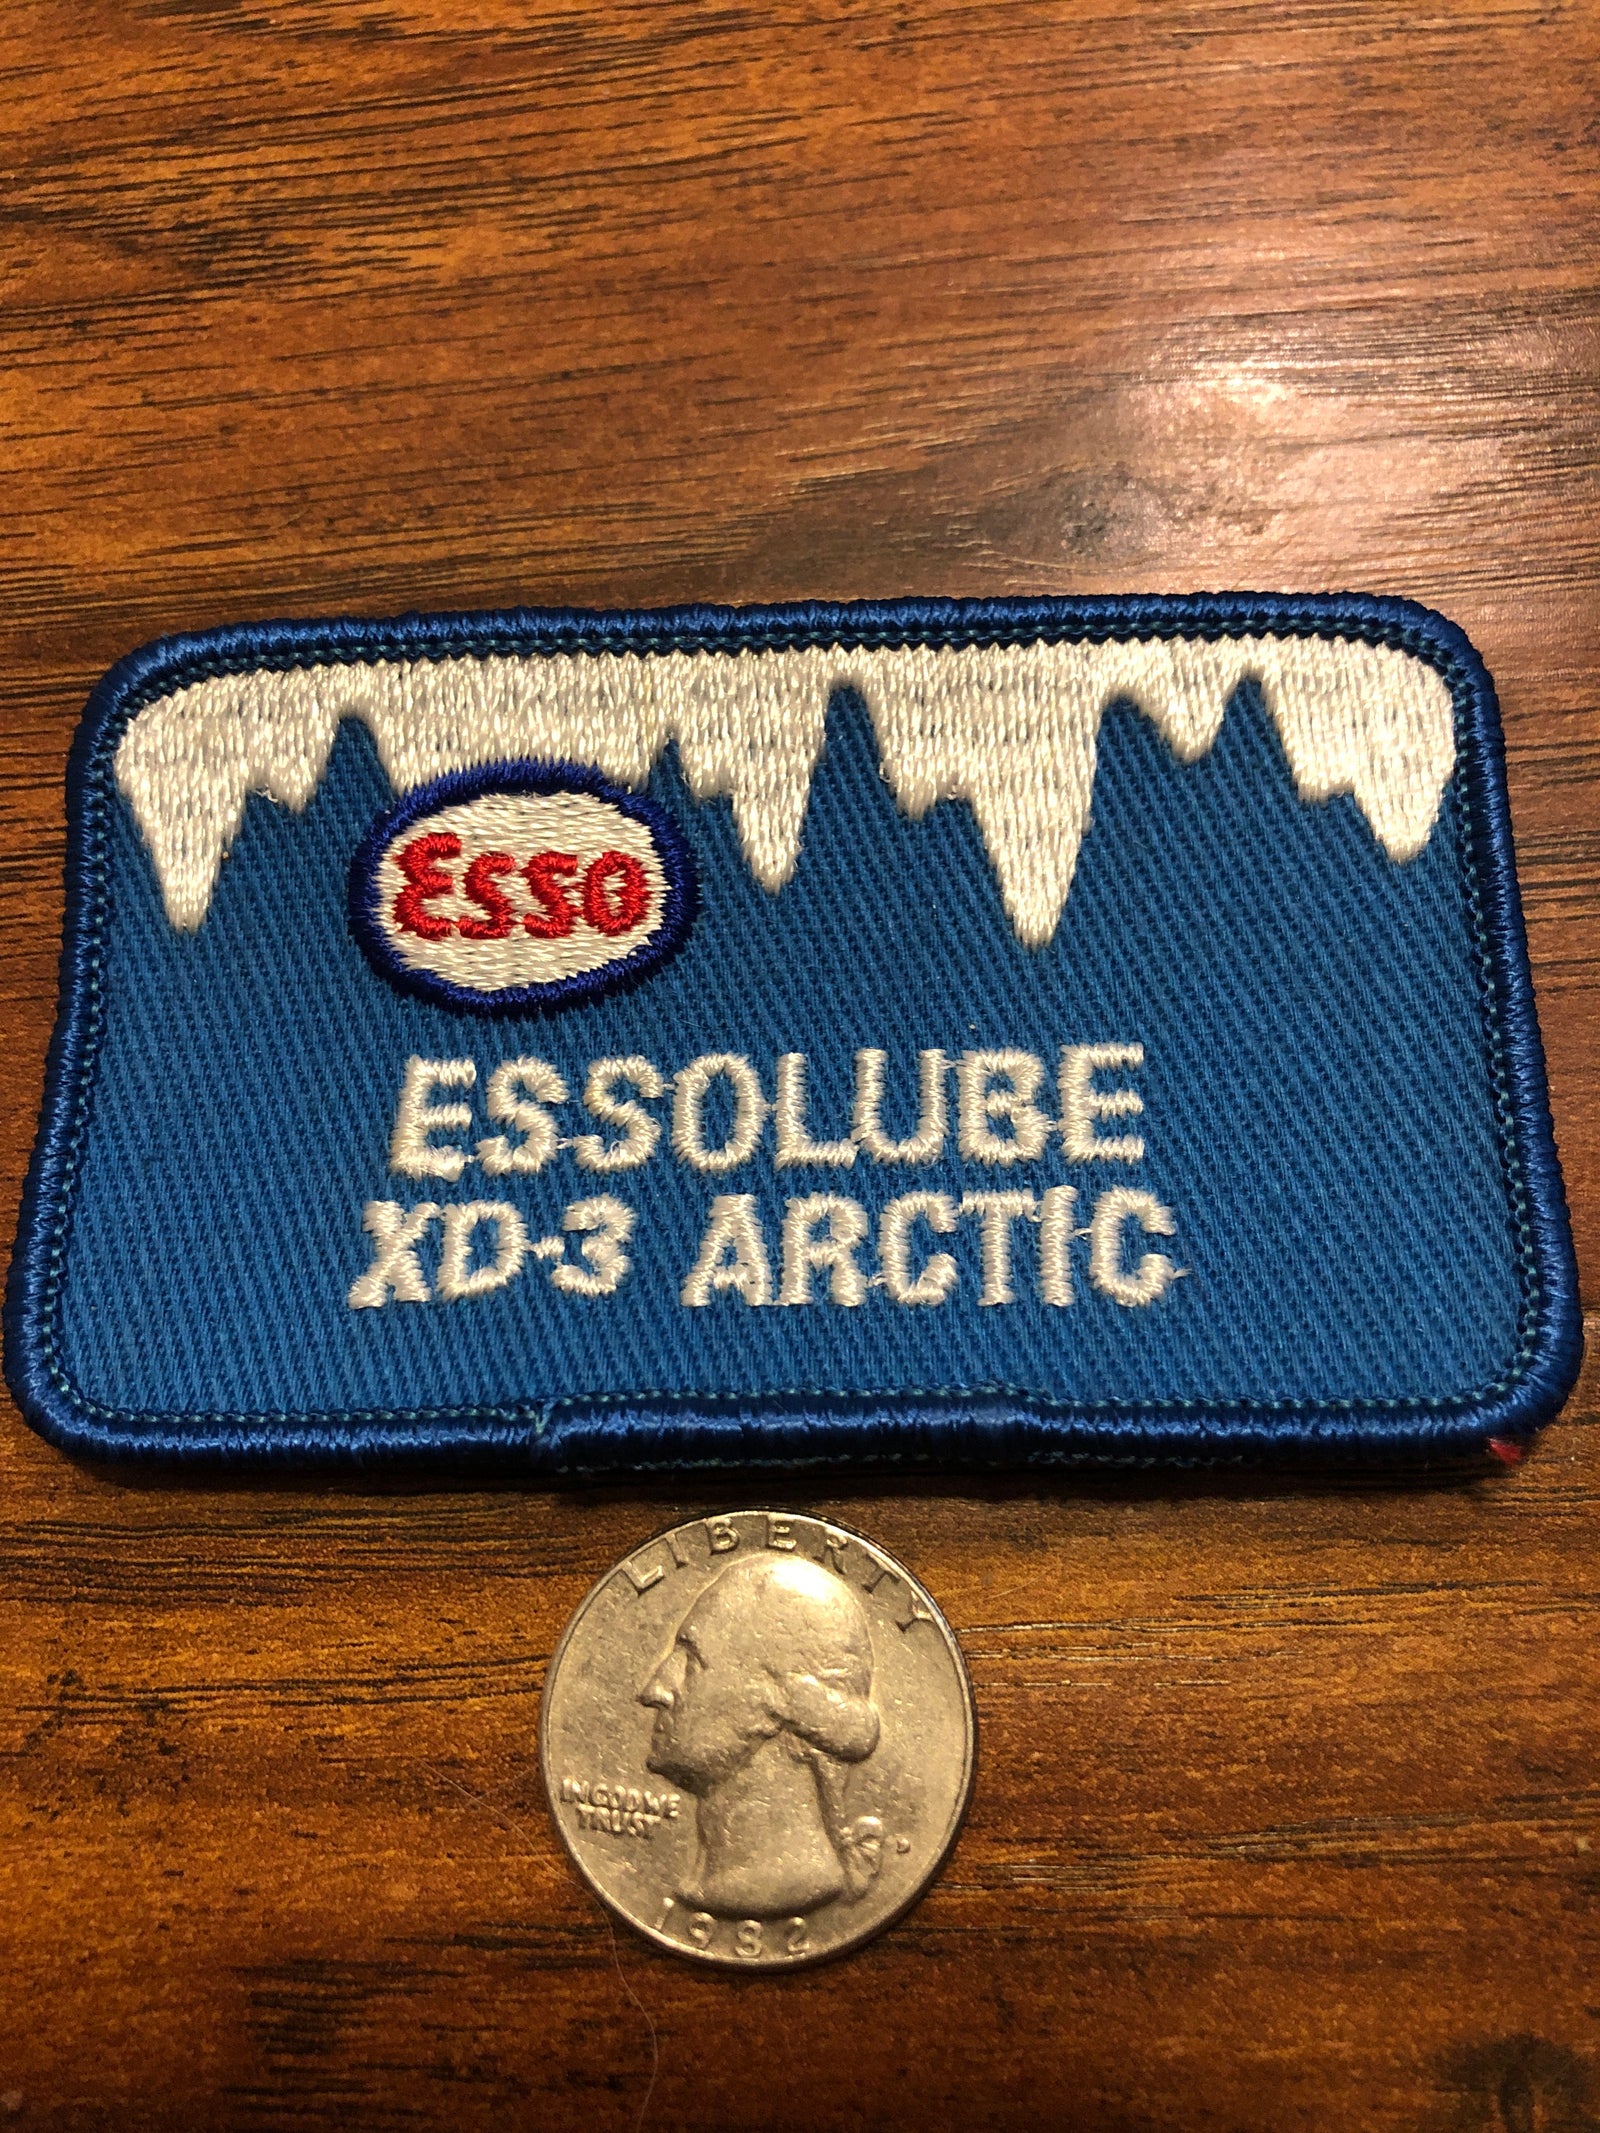 Esso
ESSOLUBE
XD-3 ARCTIC
LIBERTY
IN GOD WE
TRUST
D
1982